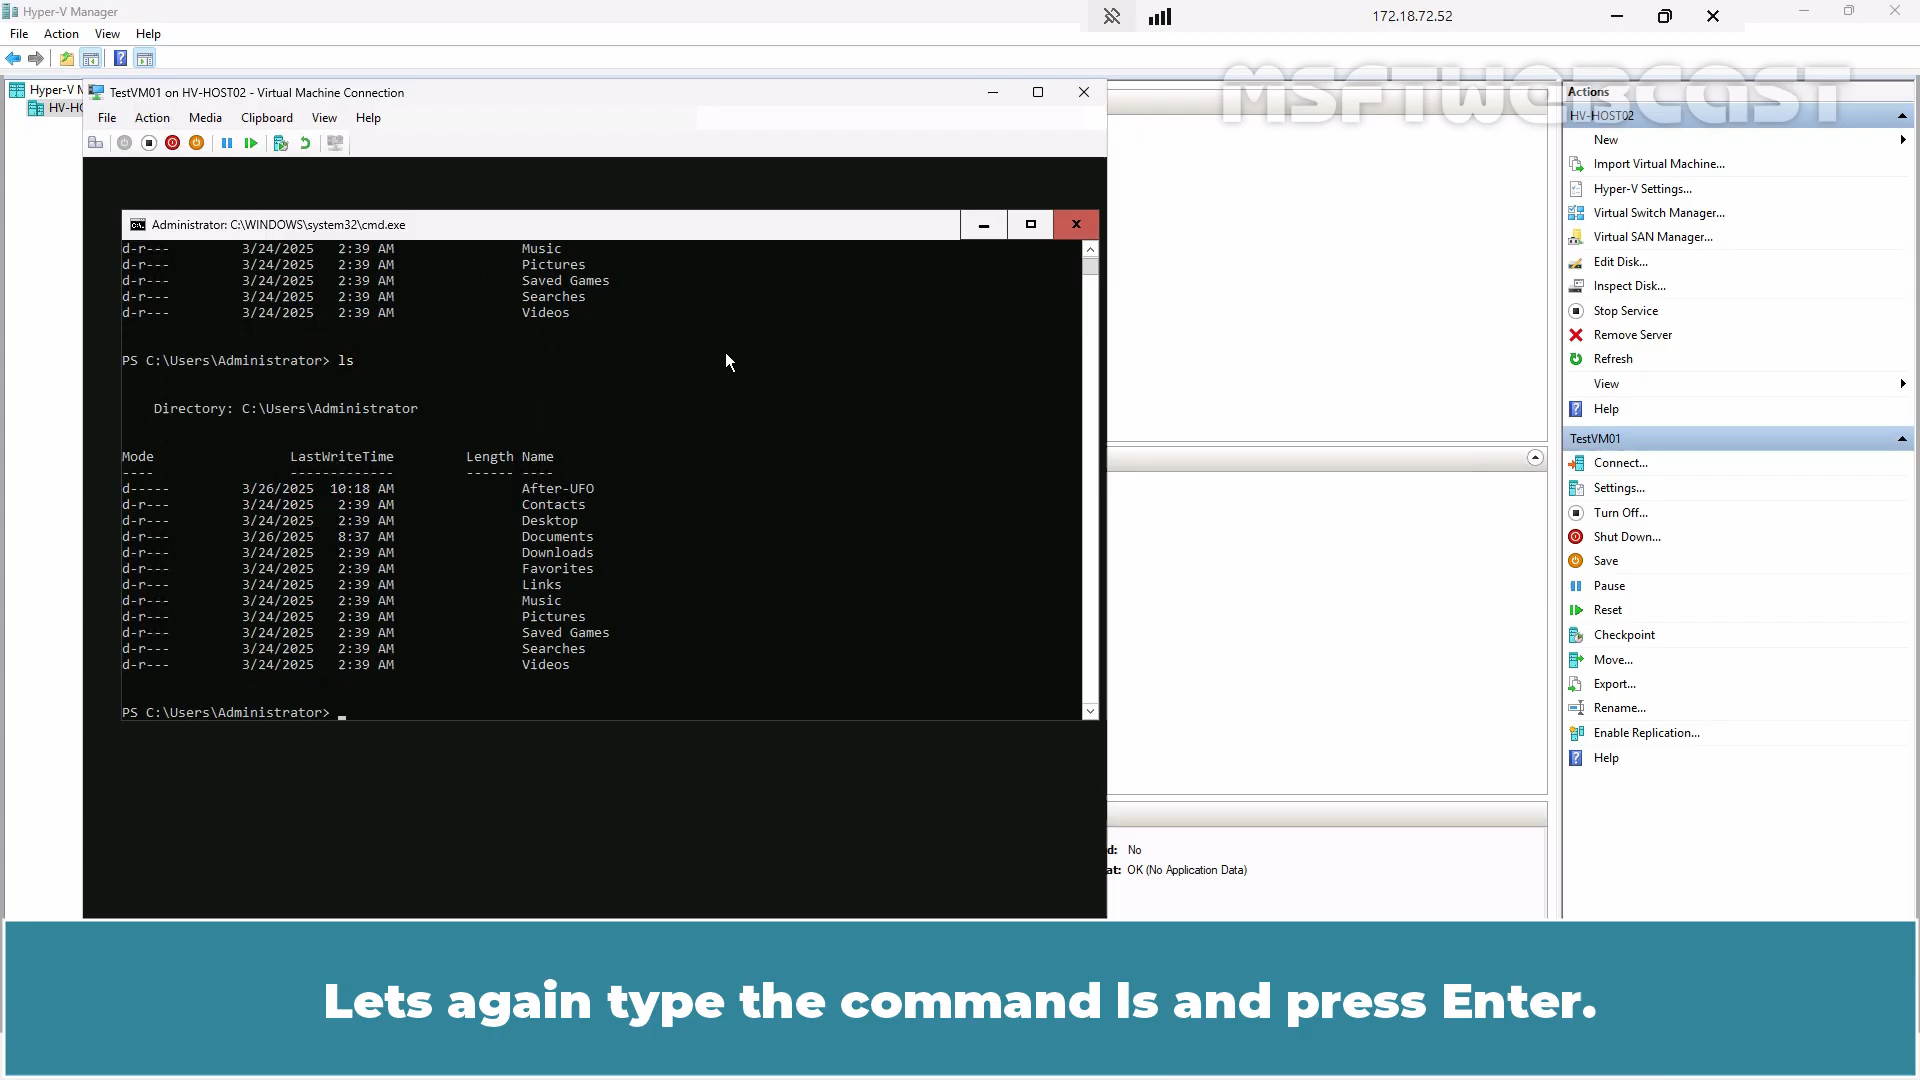 Hyper-V Manager
172.18.72.52
File Action View Help
MSFTWEBCAST
Hyper-V M
HV-HO
TestVM01 on HV-HOST02 - Virtual Machine Connection
File Action Media Clipboard View Help
Administrator: C:\WINDOWS\system32\cmd.exe
d-r--- 3/24/2025 2:39 AM Music
d-r--- 3/24/2025 2:39 AM Pictures
d-r--- 3/24/2025 2:39 AM Saved Games
d-r--- 3/24/2025 2:39 AM Searches
d-r--- 3/24/2025 2:39 AM Videos
PS C:\Users\Administrator> ls
Directory: C:\Users\Administrator
Mode LastWriteTime Length Name
---- ------------- ------ ----
d----- 3/26/2025 10:18 AM After-UFO
d-r--- 3/24/2025 2:39 AM Contacts
d-r--- 3/24/2025 2:39 AM Desktop
d-r--- 3/26/2025 8:37 AM Documents
d-r--- 3/24/2025 2:39 AM Downloads
d-r--- 3/24/2025 2:39 AM Favorites
d-r--- 3/24/2025 2:39 AM Links
d-r--- 3/24/2025 2:39 AM Music
d-r--- 3/24/2025 2:39 AM Pictures
d-r--- 3/24/2025 2:39 AM Saved Games
d-r--- 3/24/2025 2:39 AM Searches
d-r--- 3/24/2025 2:39 AM Videos
PS C:\Users\Administrator>
d: No
at: OK (No Application Data)
Actions
HV-HOST02
New
Import Virtual Machine...
Hyper-V Settings...
Virtual Switch Manager...
Virtual SAN Manager...
Edit Disk...
Inspect Disk...
Stop Service
Remove Server
Refresh
View
Help
TestVM01
Connect...
Settings...
Turn Off...
Shut Down...
Save
Pause
Reset
Checkpoint
Move...
Export...
Rename...
Enable Replication...
Help
Lets again type the command ls and press Enter.